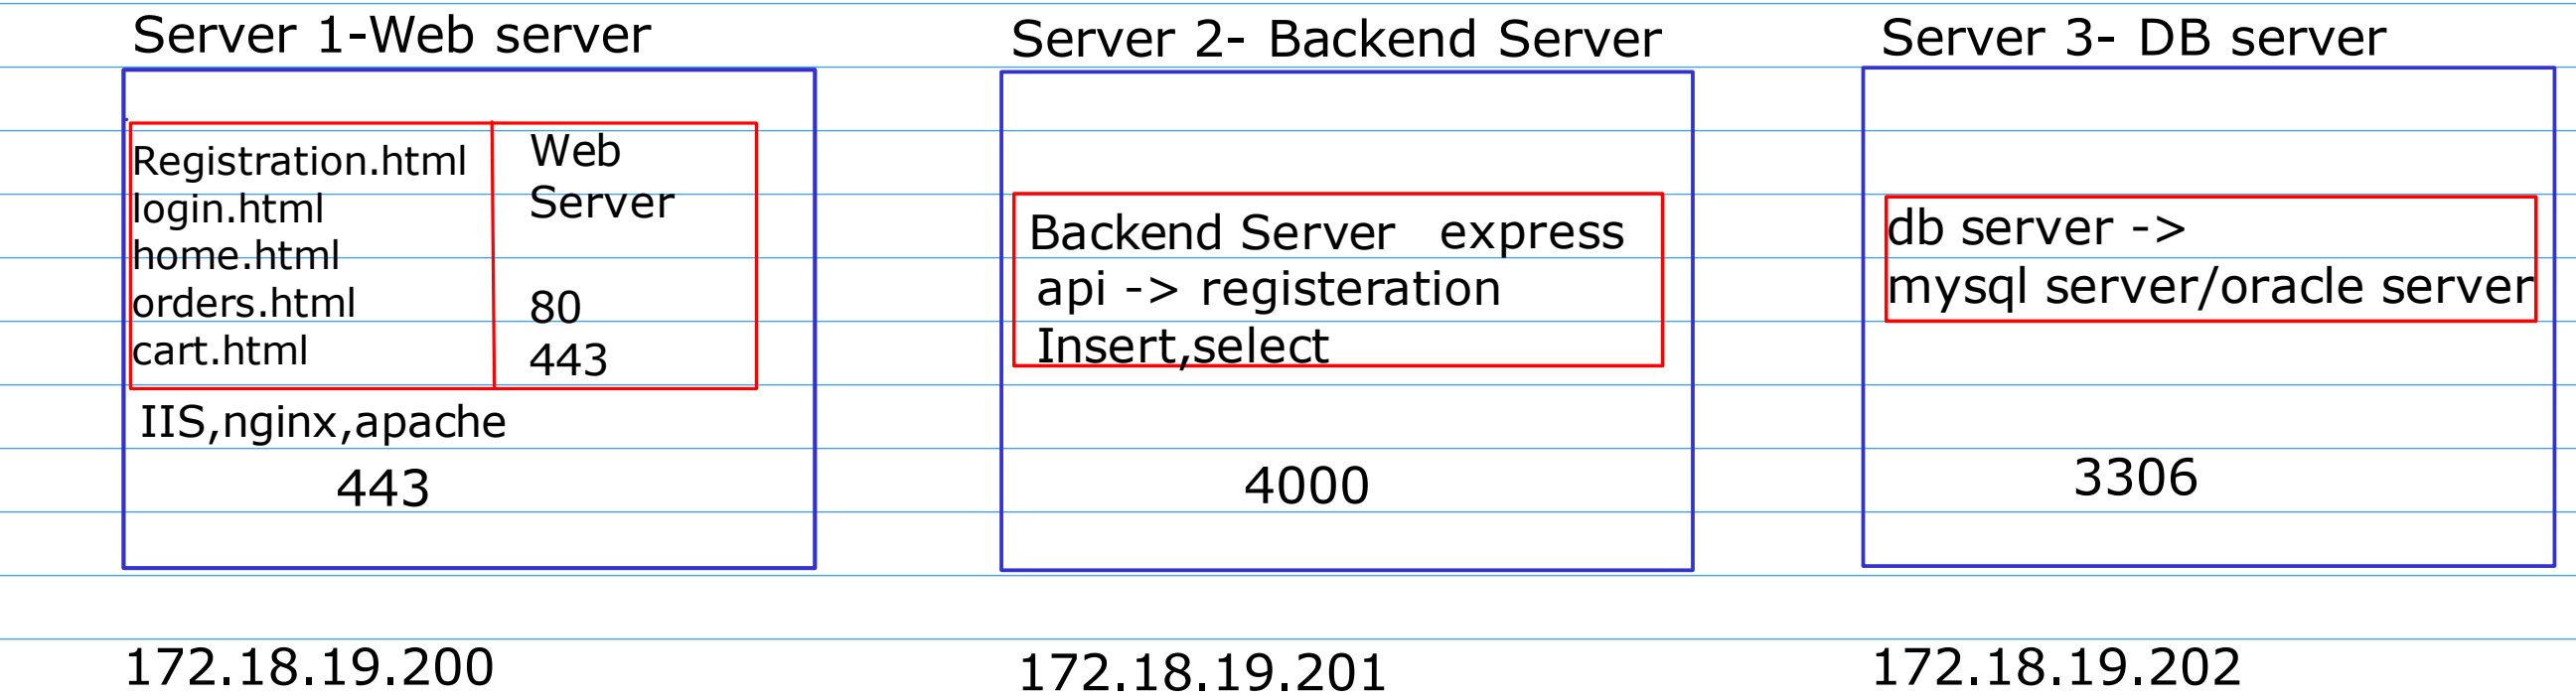 Server 1-Web server
Registration.html
login.html
home.html
orders.html
cart.html
Web
Server
80
443
IIS,nginx,apache
443
172.18.19.200
Server 2- Backend Server
Backend Server express
api -> registeration
Insert,select
4000
172.18.19.201
Server 3- DB server
db server ->
mysql server/oracle server
3306
172.18.19.202